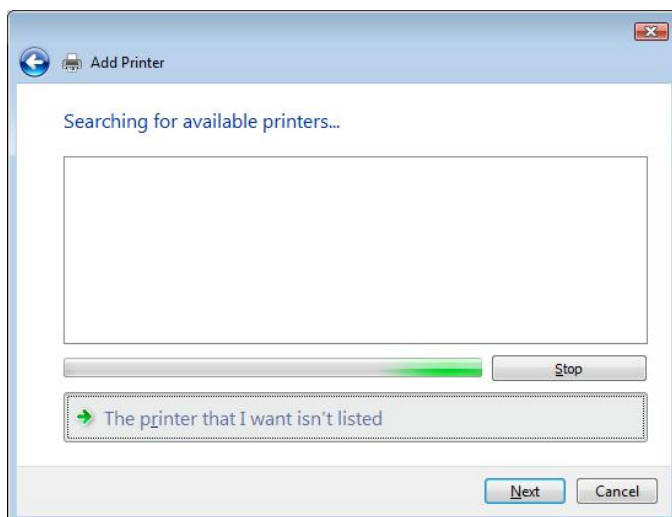 Add Printer
Searching for available printers...
Stop
The printer that I want isn't listed
Next Cancel